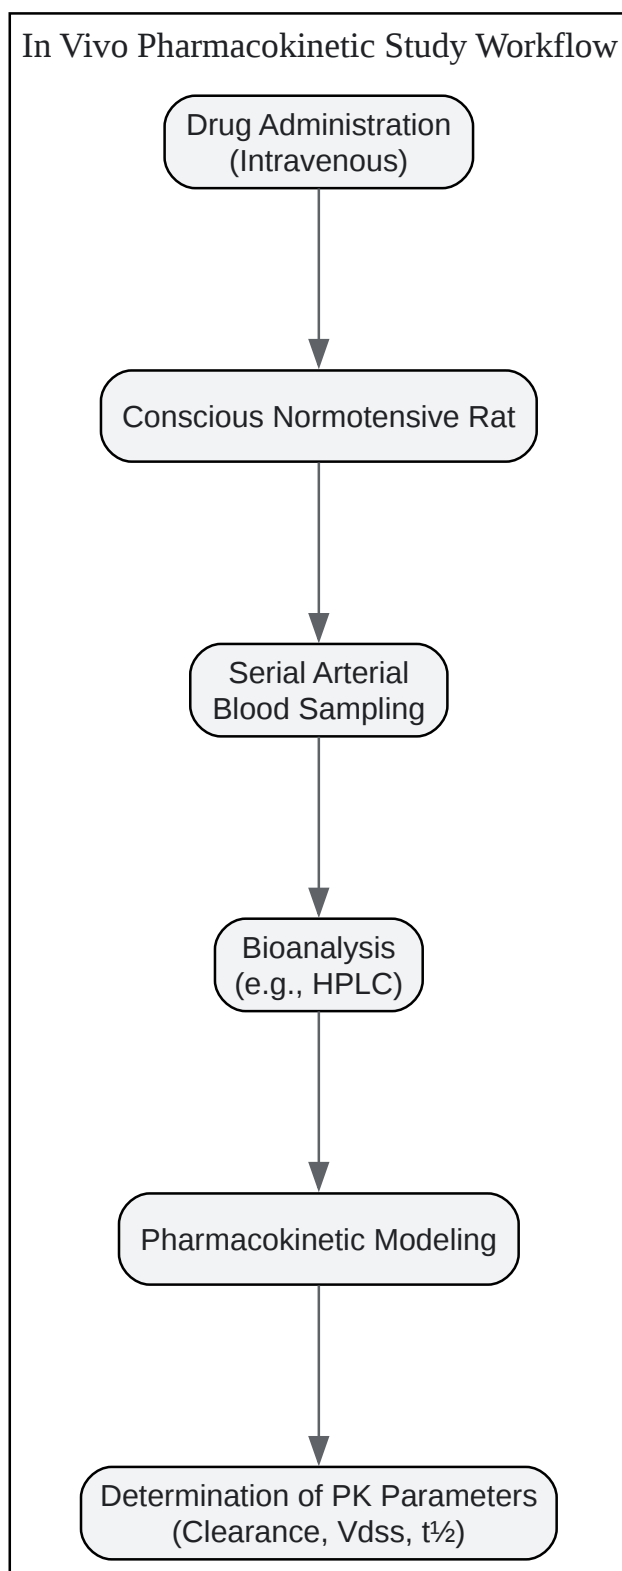 In Vivo Pharmacokinetic Study Workflow
Drug Administration
(Intravenous)
Conscious Normotensive Rat
Serial Arterial
Blood Sampling
Bioanalysis
(e.g., HPLC)
Pharmacokinetic Modeling
Determination of PK Parameters
(Clearance, Vdss, t½)